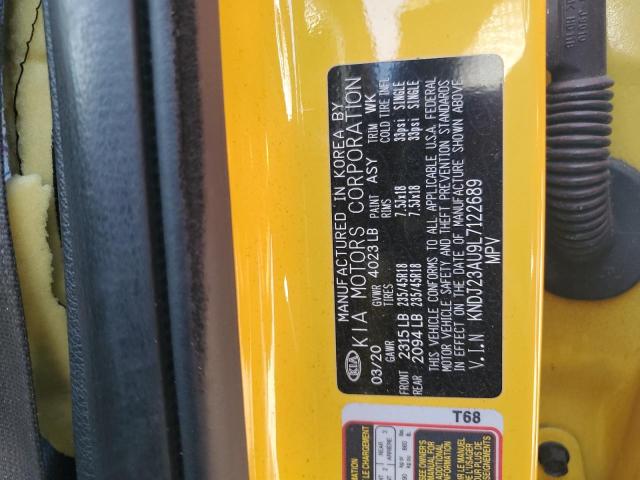 MANUFACTURED IN KOREA BY
KIA KIA MOTORS CORPORATION
03/20 GVWR 4023 LB PAINT ASY TRIM WK
GAWR TIRES RIMS COLD TIRE INFL
FRONT 2315 LB 235/45R18 7.5Jx18 33psi SINGLE
REAR 2094 LB 235/45R18 7.5Jx18 33psi SINGLE
THIS VEHICLE CONFORMS TO ALL APPLICABLE U.S.A. FEDERAL
MOTOR VEHICLE SAFETY AND THEFT PREVENTION STANDARDS
IN EFFECT ON THE DATE OF MANUFACTURE SHOWN ABOVE.
V.I.N KNDJ23AU9L7122689
MPV
T68